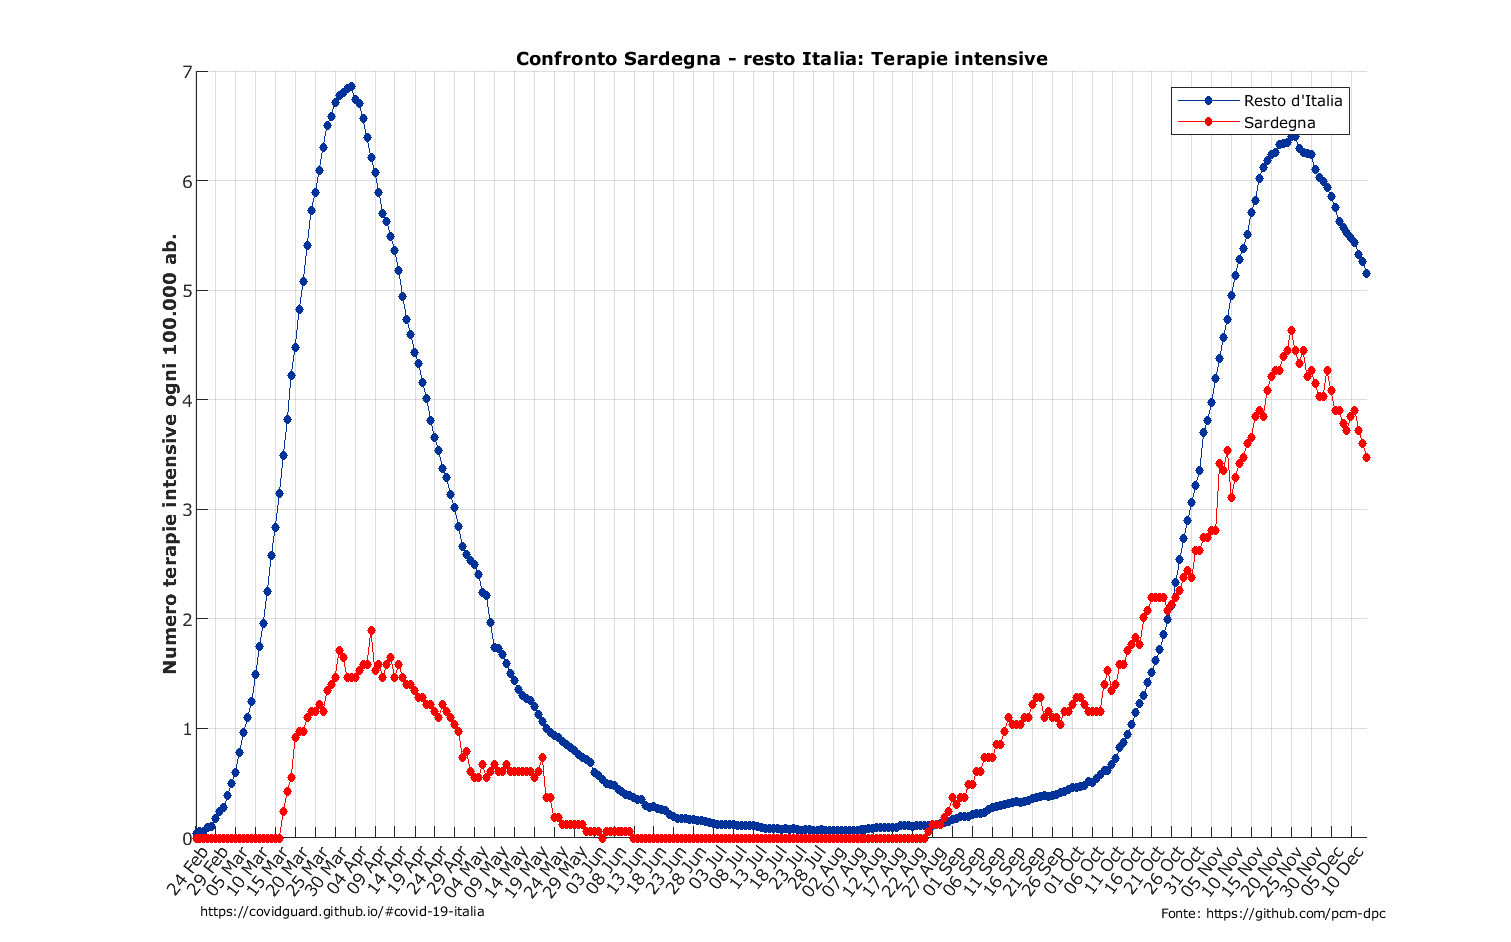 Confronto Sardegna - resto Italia: Terapie intensive
Resto d'Italia
Sardegna
Numero terapie intensive ogni 100.000 ab.
7
6
5
4
3
2
1
0
24 Feb
29 Feb
05 Mar
10 Mar
15 Mar
20 Mar
25 Mar
30 Mar
04 Apr
09 Apr
14 Apr
19 Apr
24 Apr
29 Apr
04 May
09 May
14 May
19 May
24 May
29 May
03 Jun
08 Jun
13 Jun
18 Jun
23 Jun
28 Jun
03 Jul
08 Jul
13 Jul
18 Jul
23 Jul
28 Jul
02 Aug
07 Aug
12 Aug
17 Aug
22 Aug
27 Aug
01 Sep
06 Sep
11 Sep
16 Sep
21 Sep
26 Sep
01 Oct
06 Oct
11 Oct
16 Oct
21 Oct
26 Oct
31 Oct
05 Nov
10 Nov
15 Nov
20 Nov
25 Nov
30 Nov
05 Dec
10 Dec
https://covidguard.github.io/#covid-19-italia
Fonte: https://github.com/pcm-dpc